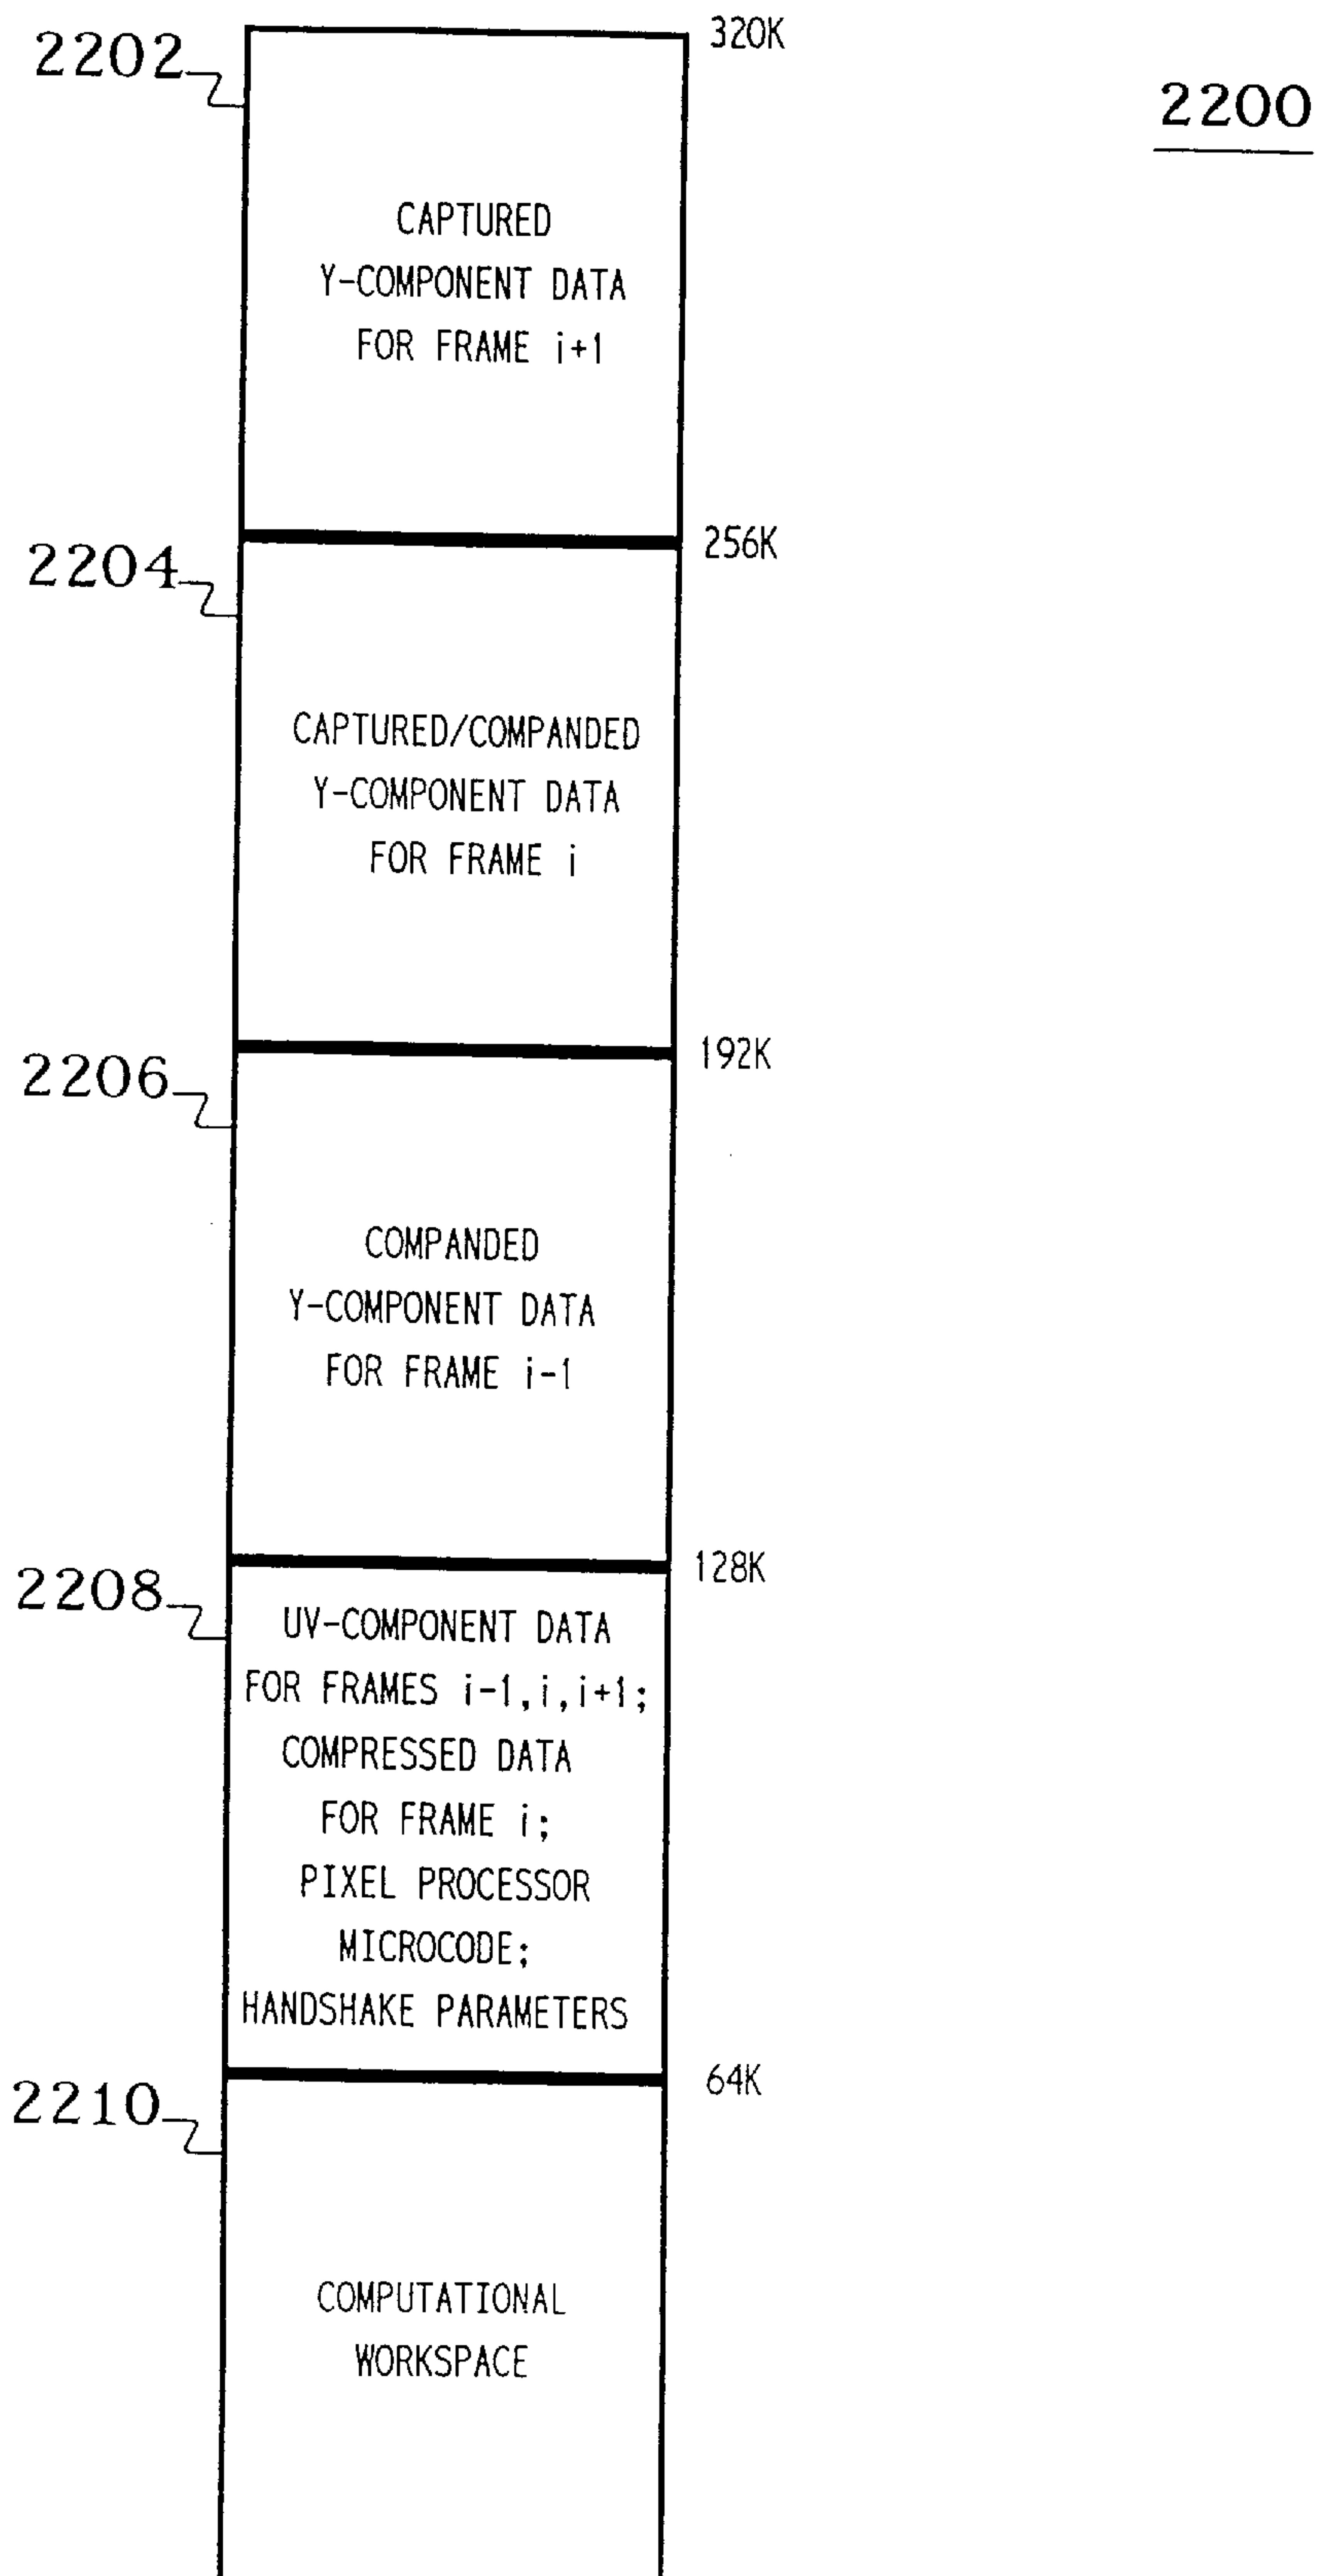 2200
320K
2202
CAPTURED
Y-COMPONENT DATA
FOR FRAME i+1
256K
2204
CAPTURED/COMPANDED
Y-COMPONENT DATA
FOR FRAME i
192K
2206
COMPANDED
Y-COMPONENT DATA
FOR FRAME i-1
128K
2208
UV-COMPONENT DATA
FOR FRAMES i-1,i,i+1;
COMPRESSED DATA
FOR FRAME i;
PIXEL PROCESSOR
MICROCODE;
HANDSHAKE PARAMETERS
64K
2210
COMPUTATIONAL
WORKSPACE